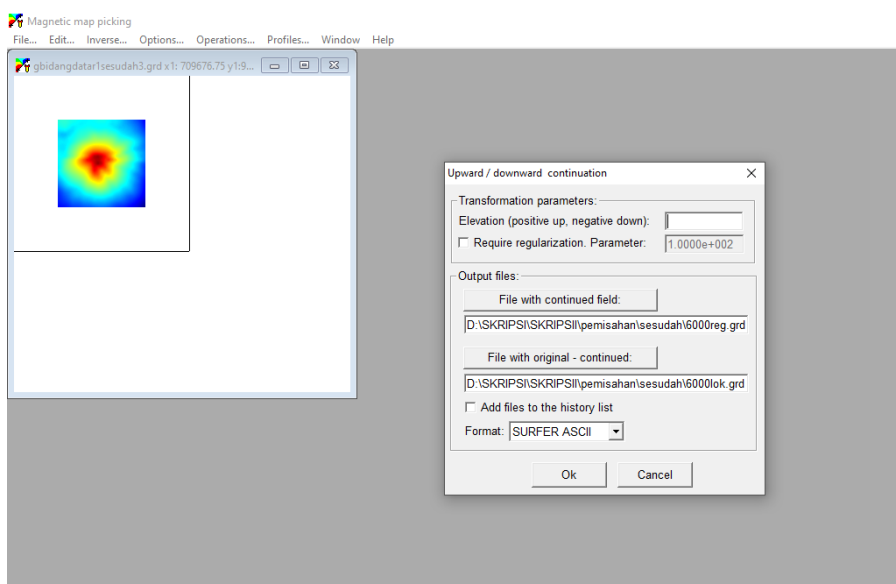 Magnetic map picking
File... Edit... Inverse... Options... Operations... Profiles... Window Help
gbidangdatar1sesudah3.grd x1: 709676.75 y1:9...
Upward / downward continuation
Transformation parameters:
Elevation (positive up, negative down):
Require regularization. Parameter: 1.0000e+002
Output files:
File with continued field:
D:\SKRIPSI\SKRIPSII\pemisahan\sesudah\6000reg.grd
File with original - continued:
D:\SKRIPSI\SKRIPSII\pemisahan\sesudah\6000lok.grd
Add files to the history list
Format: SURFER ASCII
Ok Cancel